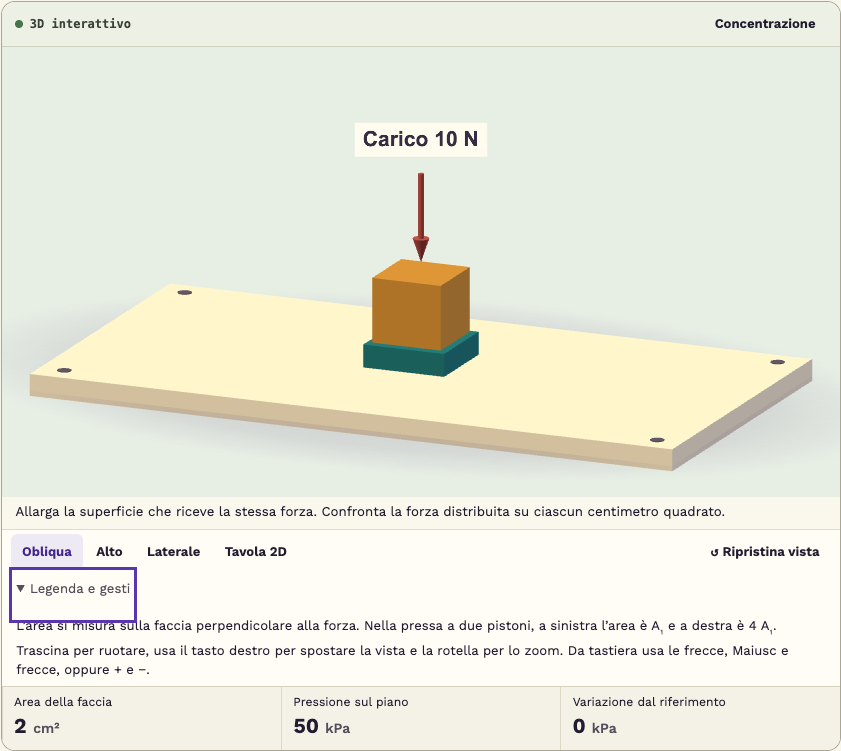 3D interattivo
Concentrazione
Carico 10 N
Allarga la superficie che riceve la stessa forza. Confronta la forza distribuita su ciascun centimetro quadrato.
Obliqua Alto Laterale Tavola 2D ↺ Ripristina vista
▼ Legenda e gesti
L’area si misura sulla faccia perpendicolare alla forza. Nella pressa a due pistoni, a sinistra l’area è A₁ e a destra è 4 A₁.
Trascina per ruotare, usa il tasto destro per spostare la vista e la rotella per lo zoom. Da tastiera usa le frecce, Maiusc e
frecce, oppure + e −.
Area della faccia
2 cm²
Pressione sul piano
50 kPa
Variazione dal riferimento
0 kPa